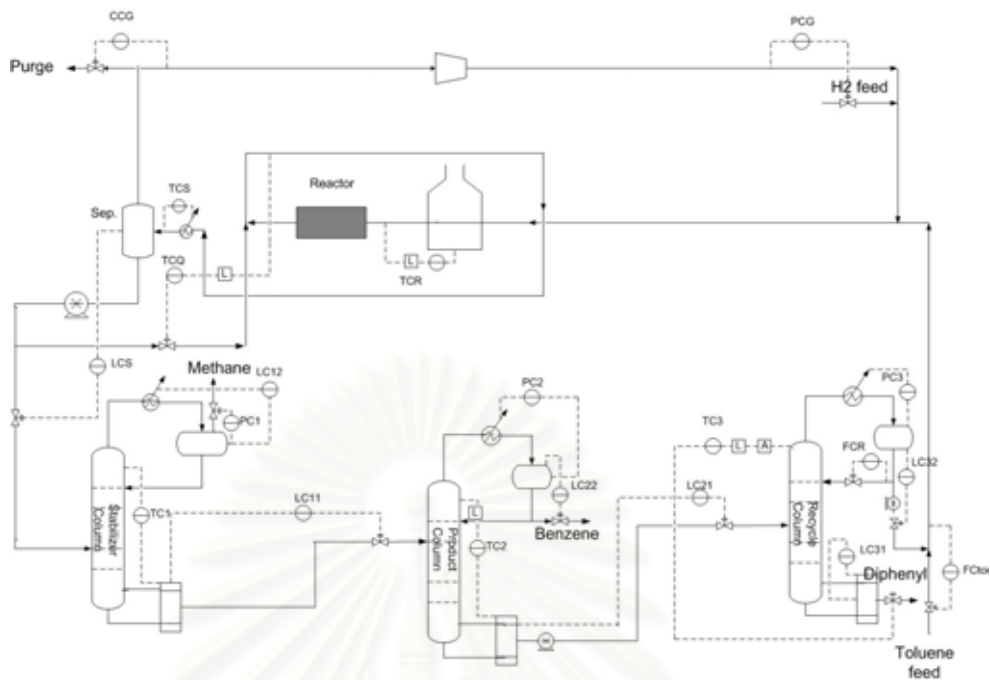 CCG
PCG
Purge
H2 feed
Reactor
TCS
Sep.
TCQ
L
L
TCR
Methane
LCS
LC12
PC1
PC2
PC3
TC3
L
A
FCR
LC32
LC22
LC21
LC11
Stabilizer
Column
TC1
Product
Column
L
TC2
Benzene
Recycle
Column
LC31
Diphenyl
FCtol
Toluene
feed